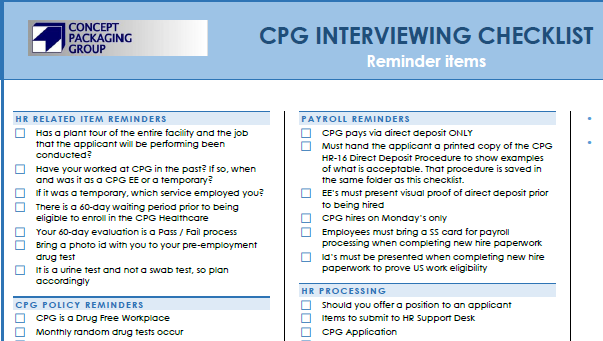 CONCEPT
PACKAGING
GROUP
CPG INTERVIEWING CHECKLIST
Reminder items
HR RELATED ITEM REMINDERS
Has a plant tour of the entire facility and the job
that the applicant will be performing been
conducted?
Have your worked at CPG in the past? If so, when
and was it as a CPG EE or a temporary?
If it was a temporary, which service employed you?
There is a 60-day waiting period prior to being
eligible to enroll in the CPG Healthcare
Your 60-day evaluation is a Pass / Fail process
Bring a photo id with you to your pre-employment
drug test
It is a urine test and not a swab test, so plan
accordingly
CPG POLICY REMINDERS
CPG is a Drug Free Workplace
Monthly random drug tests occur
PAYROLL REMINDERS
CPG pays via direct deposit ONLY
Must hand the applicant a printed copy of the CPG
HR-16 Direct Deposit Procedure to show examples
of what is acceptable. That procedure is saved in
the same folder as this checklist.
EE's must present visual proof of direct deposit prior
to being hired
CPG hires on Monday's only
Employees must bring a SS card for payroll
processing when completing new hire paperwork
Id's must be presented when completing new hire
paperwork to prove US work eligibility
HR PROCESSING
Should you offer a position to an applicant
Items to submit to HR Support Desk
CPG Application